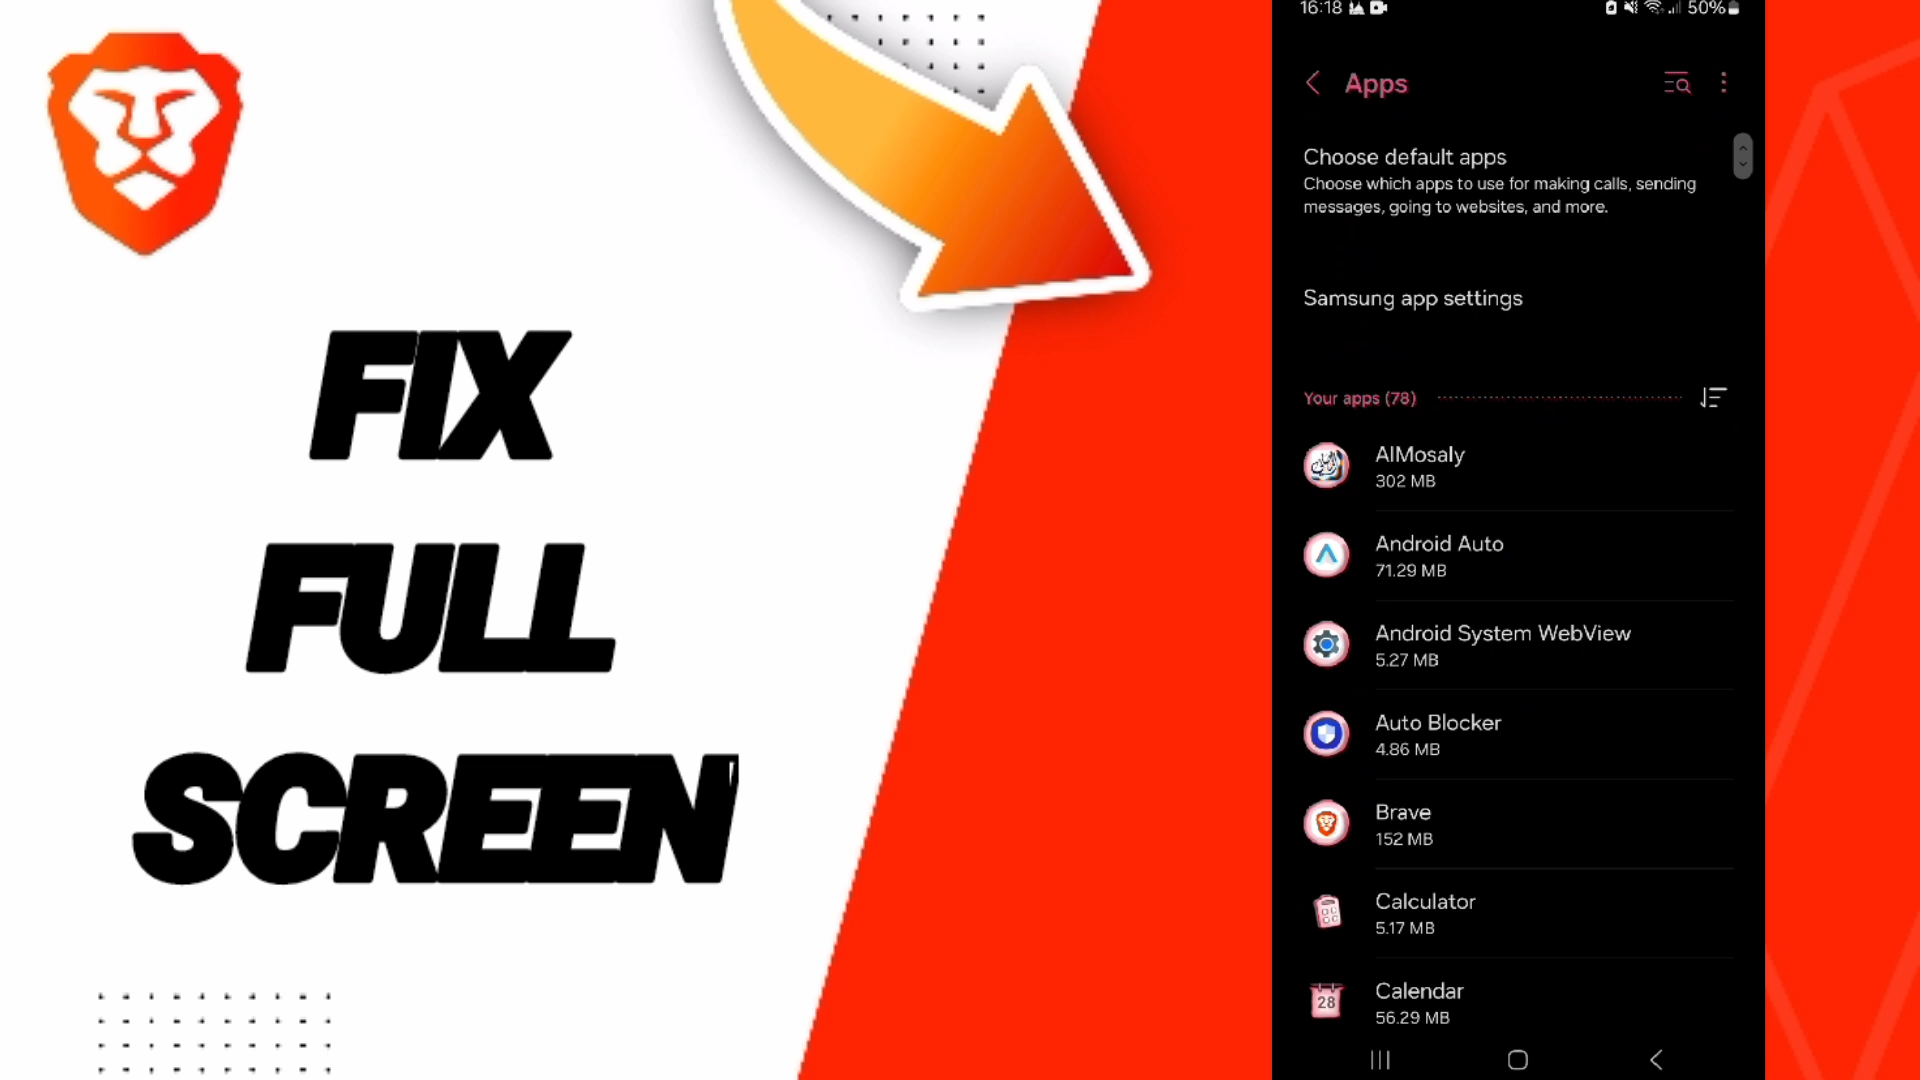 FIX
FULL
SCREEN
16:18
50%
Apps
Choose default apps
Choose which apps to use for making calls, sending
messages, going to websites, and more.
Samsung app settings
Your apps (78)
AlMosaly
302 MB
Android Auto
71.29 MB
Android System WebView
5.27 MB
Auto Blocker
4.86 MB
Brave
152 MB
Calculator
5.17 MB
Calendar
28
56.29 MB